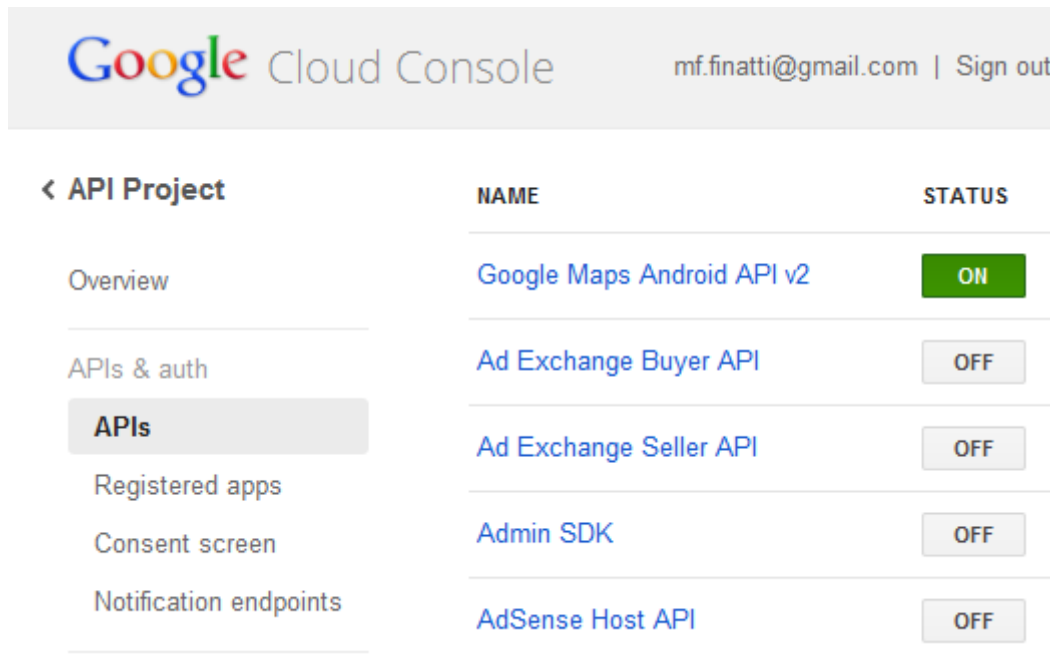 Google Cloud Console mf.finatti@gmail.com | Sign out
< API Project
Overview
APIs & auth
APIs
Registered apps
Consent screen
Notification endpoints
NAME STATUS
Google Maps Android API v2 ON
Ad Exchange Buyer API OFF
Ad Exchange Seller API OFF
Admin SDK OFF
AdSense Host API OFF